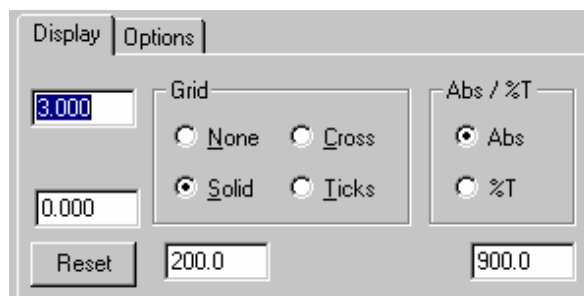 Display Options
Grid Abs / %T
3.000
None Cross Abs
Solid Ticks %T
0.000
Reset 200.0 900.0